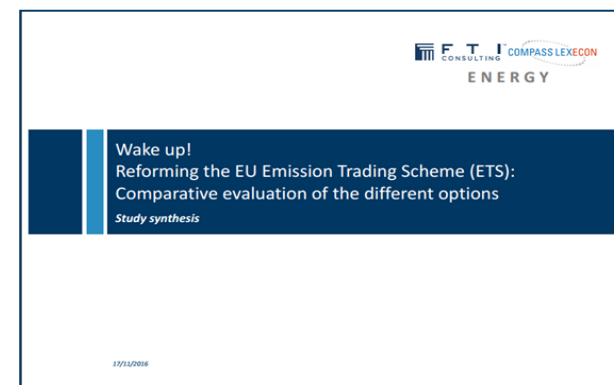 F T I COMPASS LEXECON
CONSULTING
ENERGY
Wake up!
Reforming the EU Emission Trading Scheme (ETS):
Comparative evaluation of the different options
Study synthesis
17/11/2016